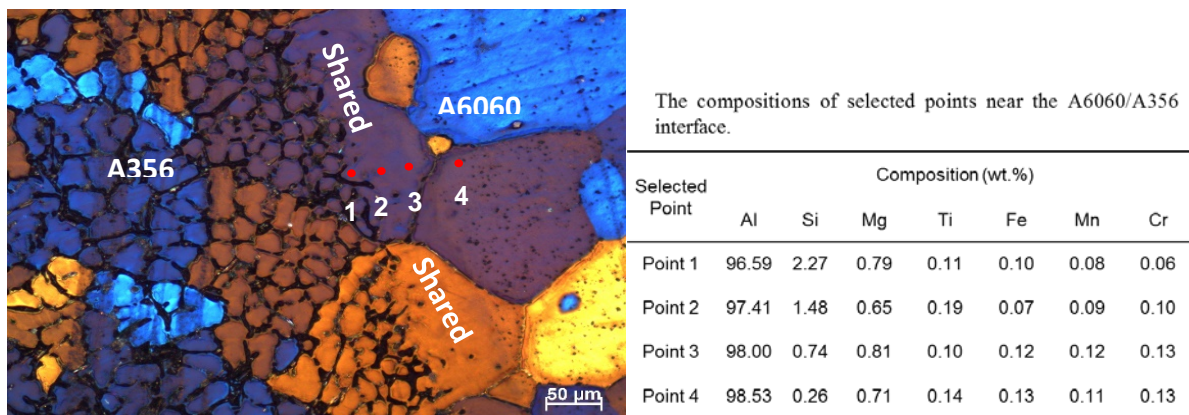 Shared
A6060
A356
1 2 3 4
Shared
50 µm
The compositions of selected points near the A6060/A356
interface.
Selected Point Composition (wt.%)
Al Si Mg Ti Fe Mn Cr
Point 1 96.59 2.27 0.79 0.11 0.10 0.08 0.06
Point 2 97.41 1.48 0.65 0.19 0.07 0.09 0.10
Point 3 98.00 0.74 0.81 0.10 0.12 0.12 0.13
Point 4 98.53 0.26 0.71 0.14 0.13 0.11 0.13